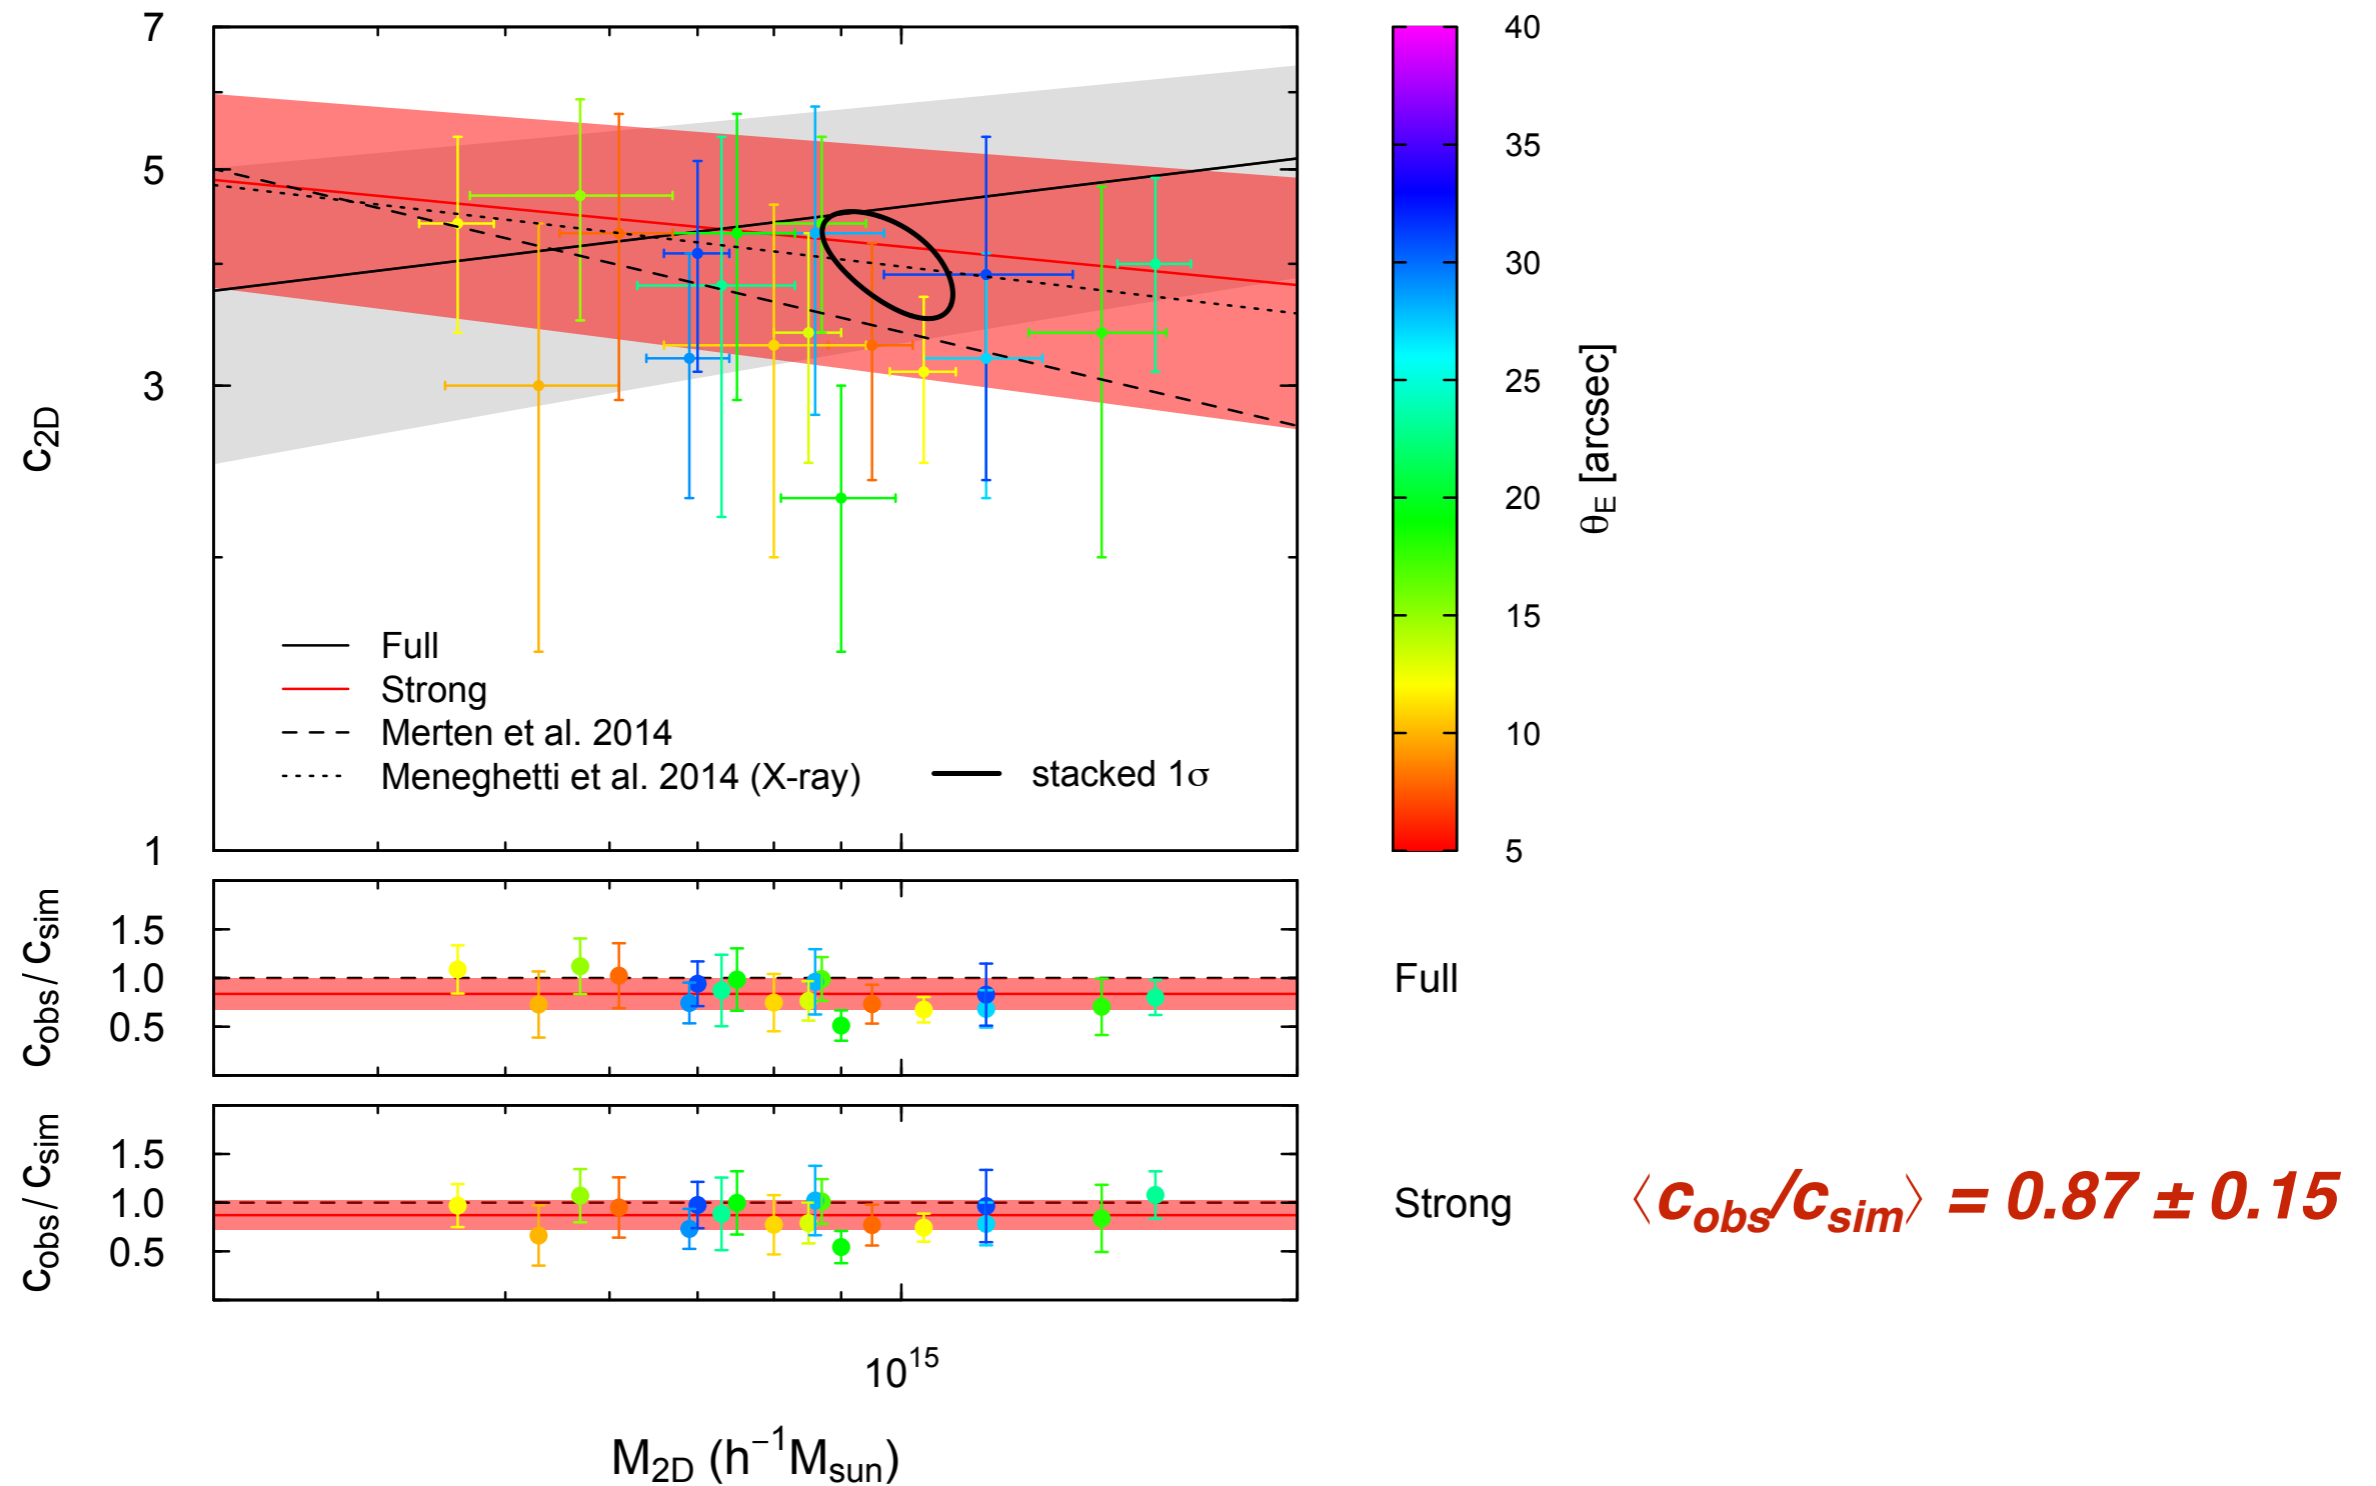 7
5
3
1
c2D
Full
Strong
Merten et al. 2014
Meneghetti et al. 2014 (X-ray)
stacked 1σ
40
35
30
25
20
15
10
5
θE [arcsec]
1.5
1.0
0.5
cobs/ csim
Full
1.5
1.0
0.5
cobs/ csim
Strong
⟨cobs/csim⟩ = 0.87 ± 0.15
10^15
M2D (h^−1Msun)